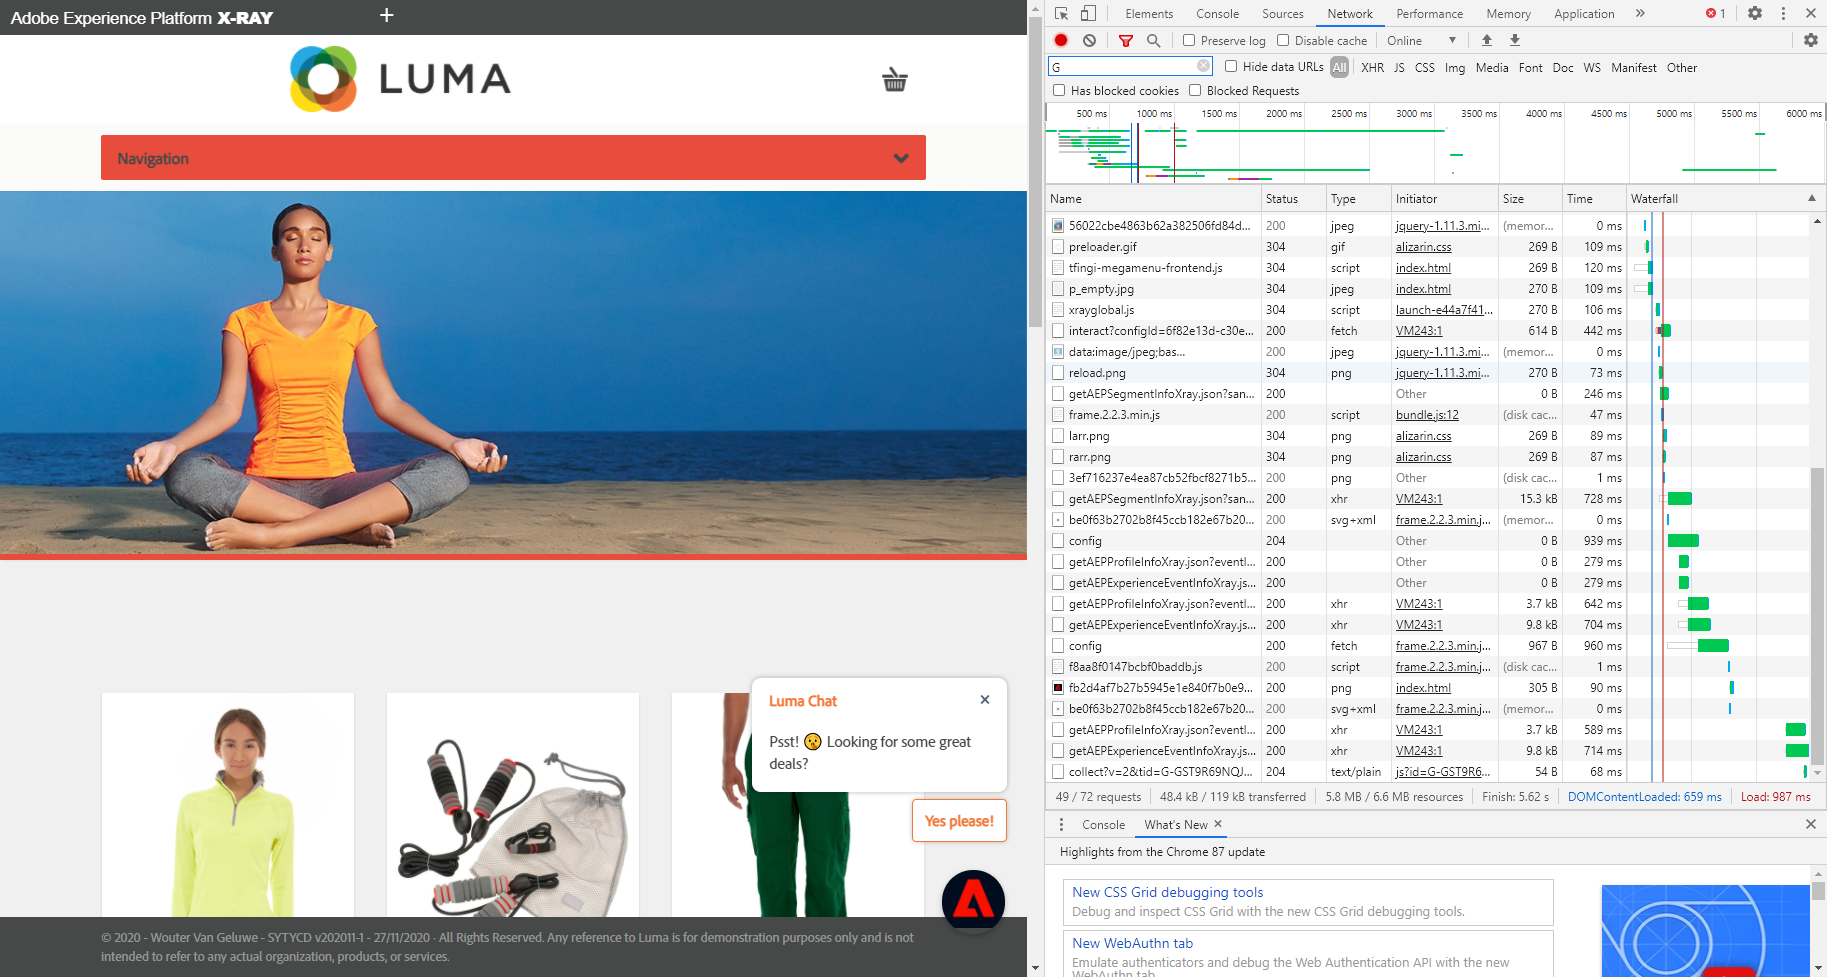 Adobe Experience Platform X-RAY
+
LUMA
Navigation
Luma Chat
×
Psst! 🤫 Looking for some great
deals?
Yes please!
© 2020 - Wouter Van Geluwe - SYTYCD v202011-1 - 27/11/2020 · All Rights Reserved. Any reference to Luma is for demonstration purposes only and is not
intended to refer to any actual organization, products, or services.
Elements Console Sources Network Performance Memory Application » 1
Preserve log Disable cache Online
G Hide data URLs All XHR JS CSS Img Media Font Doc WS Manifest Other
Has blocked cookies Blocked Requests
500 ms 1000 ms 1500 ms 2000 ms 2500 ms 3000 ms 3500 ms 4000 ms 4500 ms 5000 ms 5500 ms 6000 ms
Name Status Type Initiator Size Time Waterfall
56022cbe4863b62a382506fd84d... 200 jpeg jquery-1.11.3.mi... (memor... 0 ms
preloader.gif 304 gif alizarin.css 269 B 109 ms
tfingi-megamenu-frontend.js 304 script index.html 269 B 120 ms
p_empty.jpg 304 jpeg index.html 270 B 109 ms
xrayglobal.js 304 script launch-e44a7f41... 270 B 106 ms
interact?configId=6f82e13d-c30e... 200 fetch VM243:1 614 B 442 ms
data:image/jpeg;bas... 200 jpeg jquery-1.11.3.mi... (memor... 0 ms
reload.png 304 png jquery-1.11.3.mi... 270 B 73 ms
getAEPSegmentInfoXray.json?san... 200 Other 0 B 246 ms
frame.2.2.3.min.js 200 script bundle.js:12 (disk cac... 47 ms
larr.png 304 png alizarin.css 269 B 89 ms
rarr.png 304 png alizarin.css 269 B 87 ms
3ef716237e4ea87cb52fbcf8271b5... 200 png Other (disk cac... 1 ms
getAEPSegmentInfoXray.json?san... 200 xhr VM243:1 15.3 kB 728 ms
be0f63b2702b8f45ccb182e67b20... 200 svg+xml frame.2.2.3.min.j... (memor... 0 ms
config 204 Other 0 B 939 ms
getAEPProfileInfoXray.json?eventI... 200 Other 0 B 279 ms
getAEPExperienceEventInfoXray.js... 200 Other 0 B 279 ms
getAEPProfileInfoXray.json?eventI... 200 xhr VM243:1 3.7 kB 642 ms
getAEPExperienceEventInfoXray.js... 200 xhr VM243:1 9.8 kB 704 ms
config 200 fetch frame.2.2.3.min.j... 967 B 960 ms
f8aa8f0147bcbf0baddb.js 200 script frame.2.2.3.min.j... (disk cac... 1 ms
fb2d4af7b27b5945e1e840f7b0e9... 200 png index.html 305 B 90 ms
be0f63b2702b8f45ccb182e67b20... 200 svg+xml frame.2.2.3.min.j... (memor... 0 ms
getAEPProfileInfoXray.json?eventI... 200 xhr VM243:1 3.7 kB 589 ms
getAEPExperienceEventInfoXray.js... 200 xhr VM243:1 9.8 kB 714 ms
collect?v=2&tid=G-GST9R69NQJ... 204 text/plain js?id=G-GST9R6... 54 B 68 ms
49 / 72 requests 48.4 kB / 119 kB transferred 5.8 MB / 6.6 MB resources Finish: 5.62 s DOMContentLoaded: 659 ms Load: 987 ms
Console What's New ×
Highlights from the Chrome 87 update
New CSS Grid debugging tools
Debug and inspect CSS Grid with the new CSS Grid debugging tools.
New WebAuthn tab
Emulate authenticators and debug the Web Authentication API with the new
WebAuthn tab